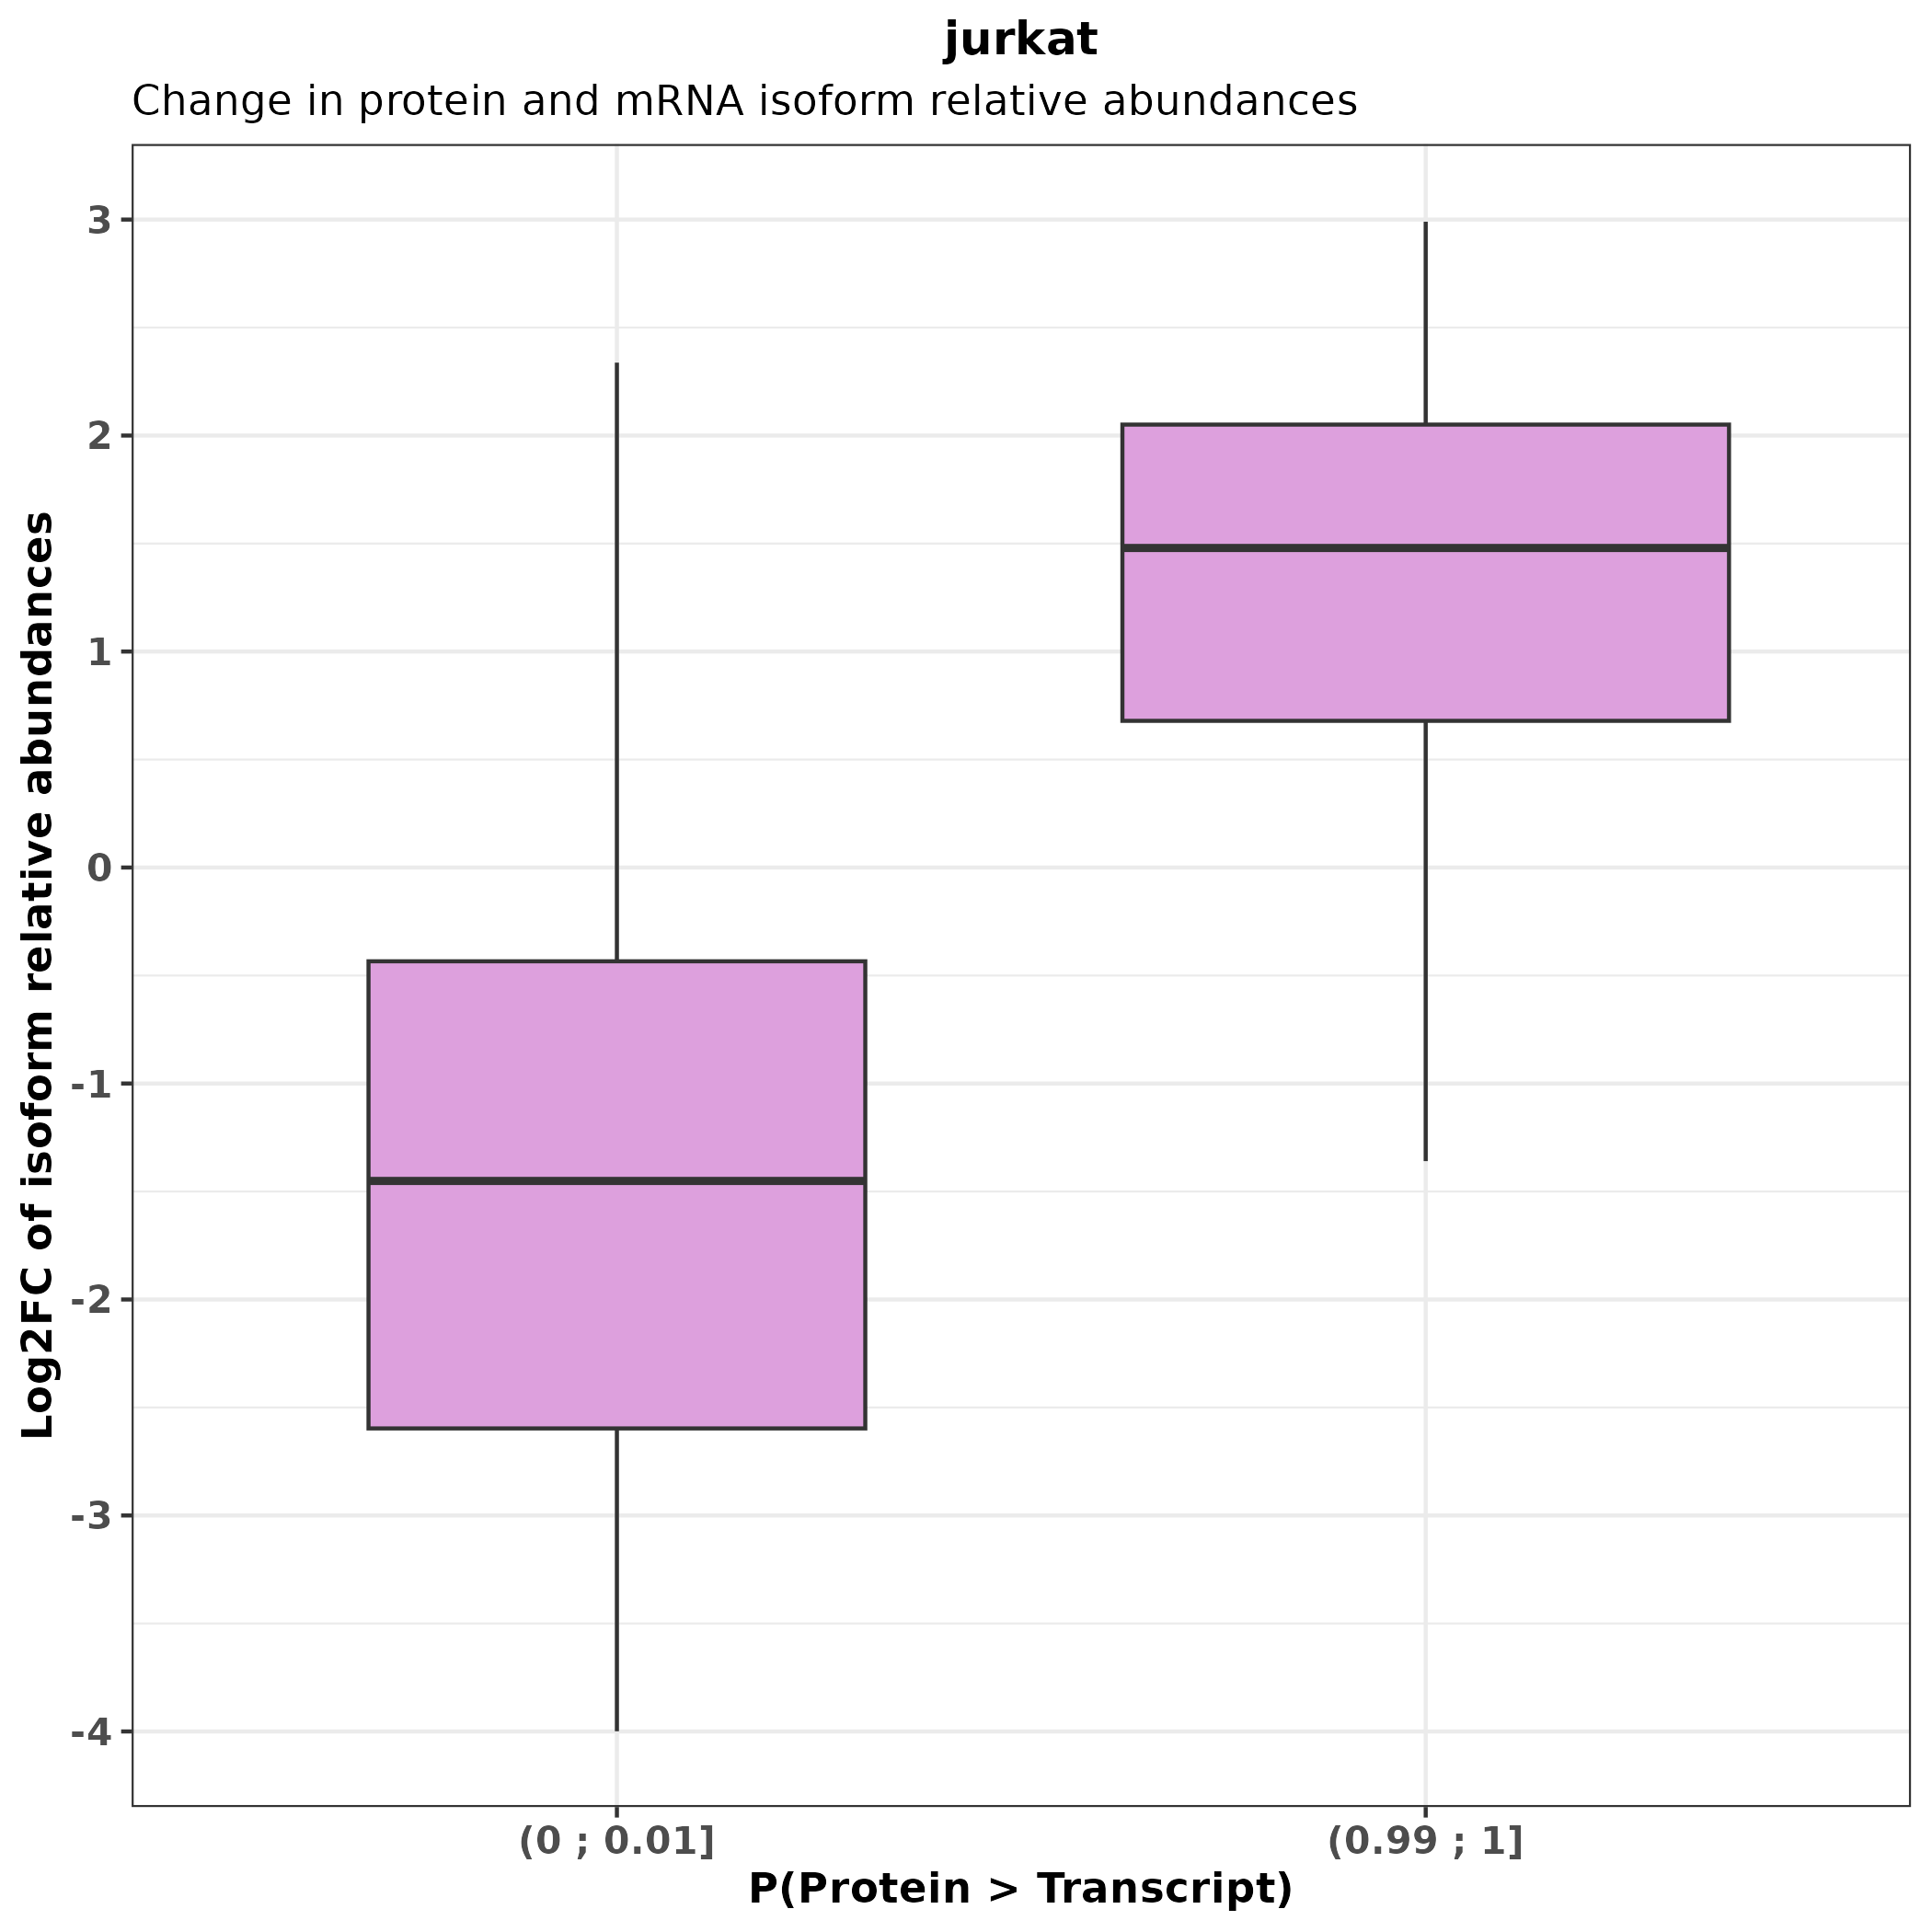 jurkat
Change in protein and mRNA isoform relative abundances
Log2FC of isoform relative abundances
3
2
1
0
-1
-2
-3
-4
(0 ; 0.01]
(0.99 ; 1]
P(Protein > Transcript)